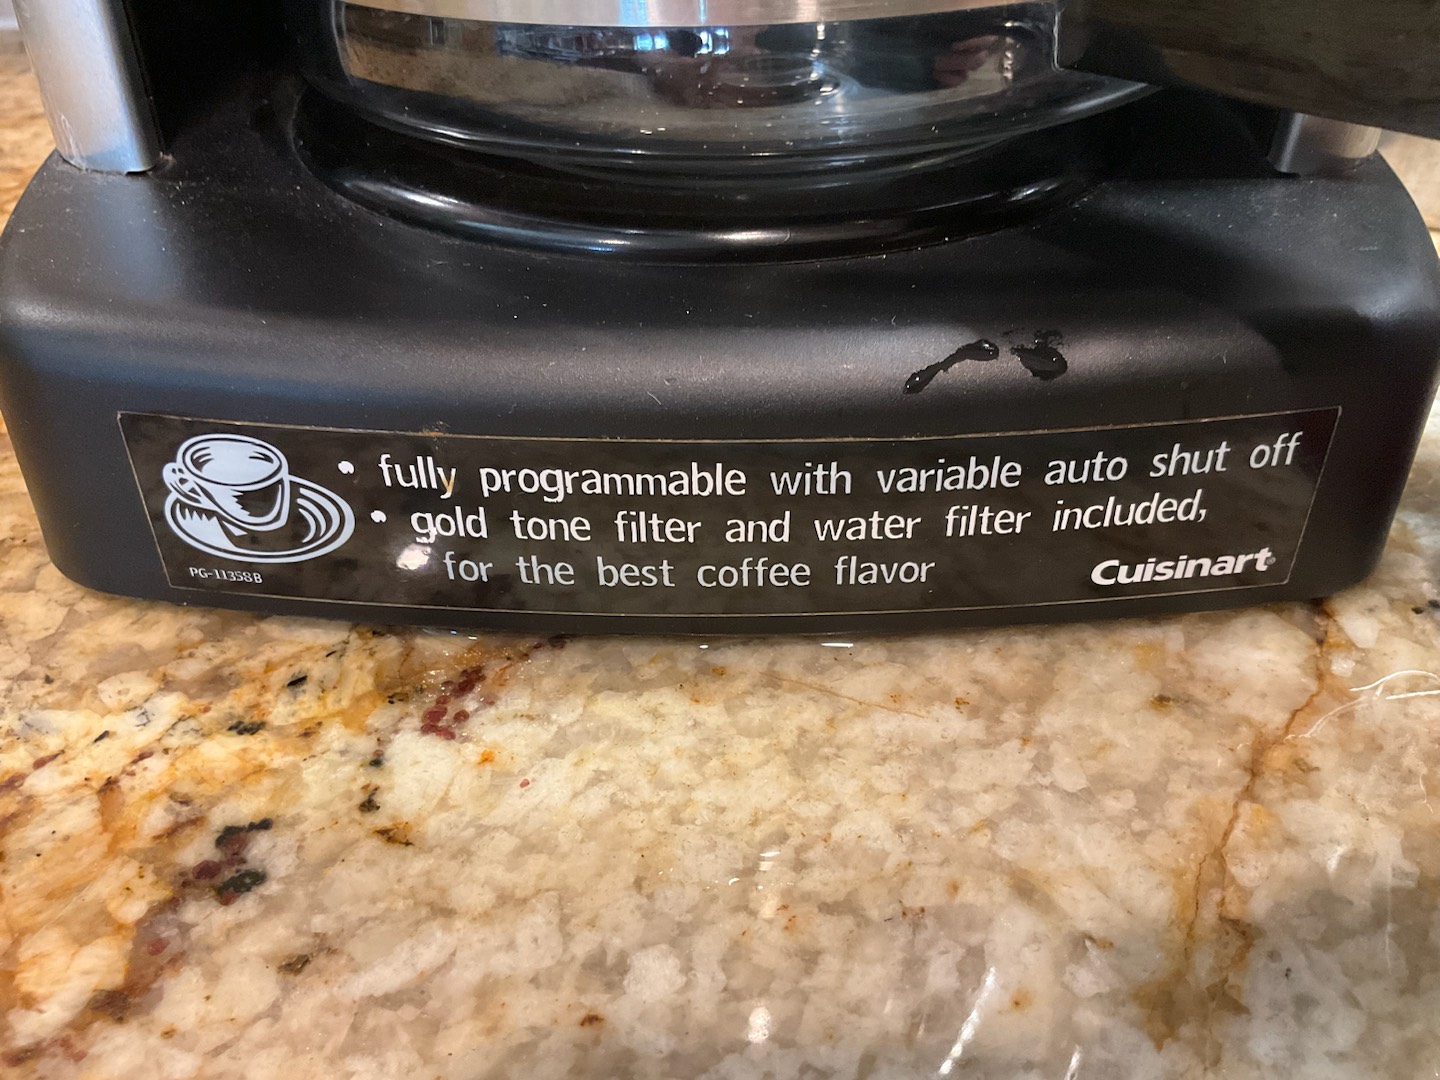 • fully programmable with variable auto shut off
• gold tone filter and water filter included,
for the best coffee flavor
PG-11358B
Cuisinart®